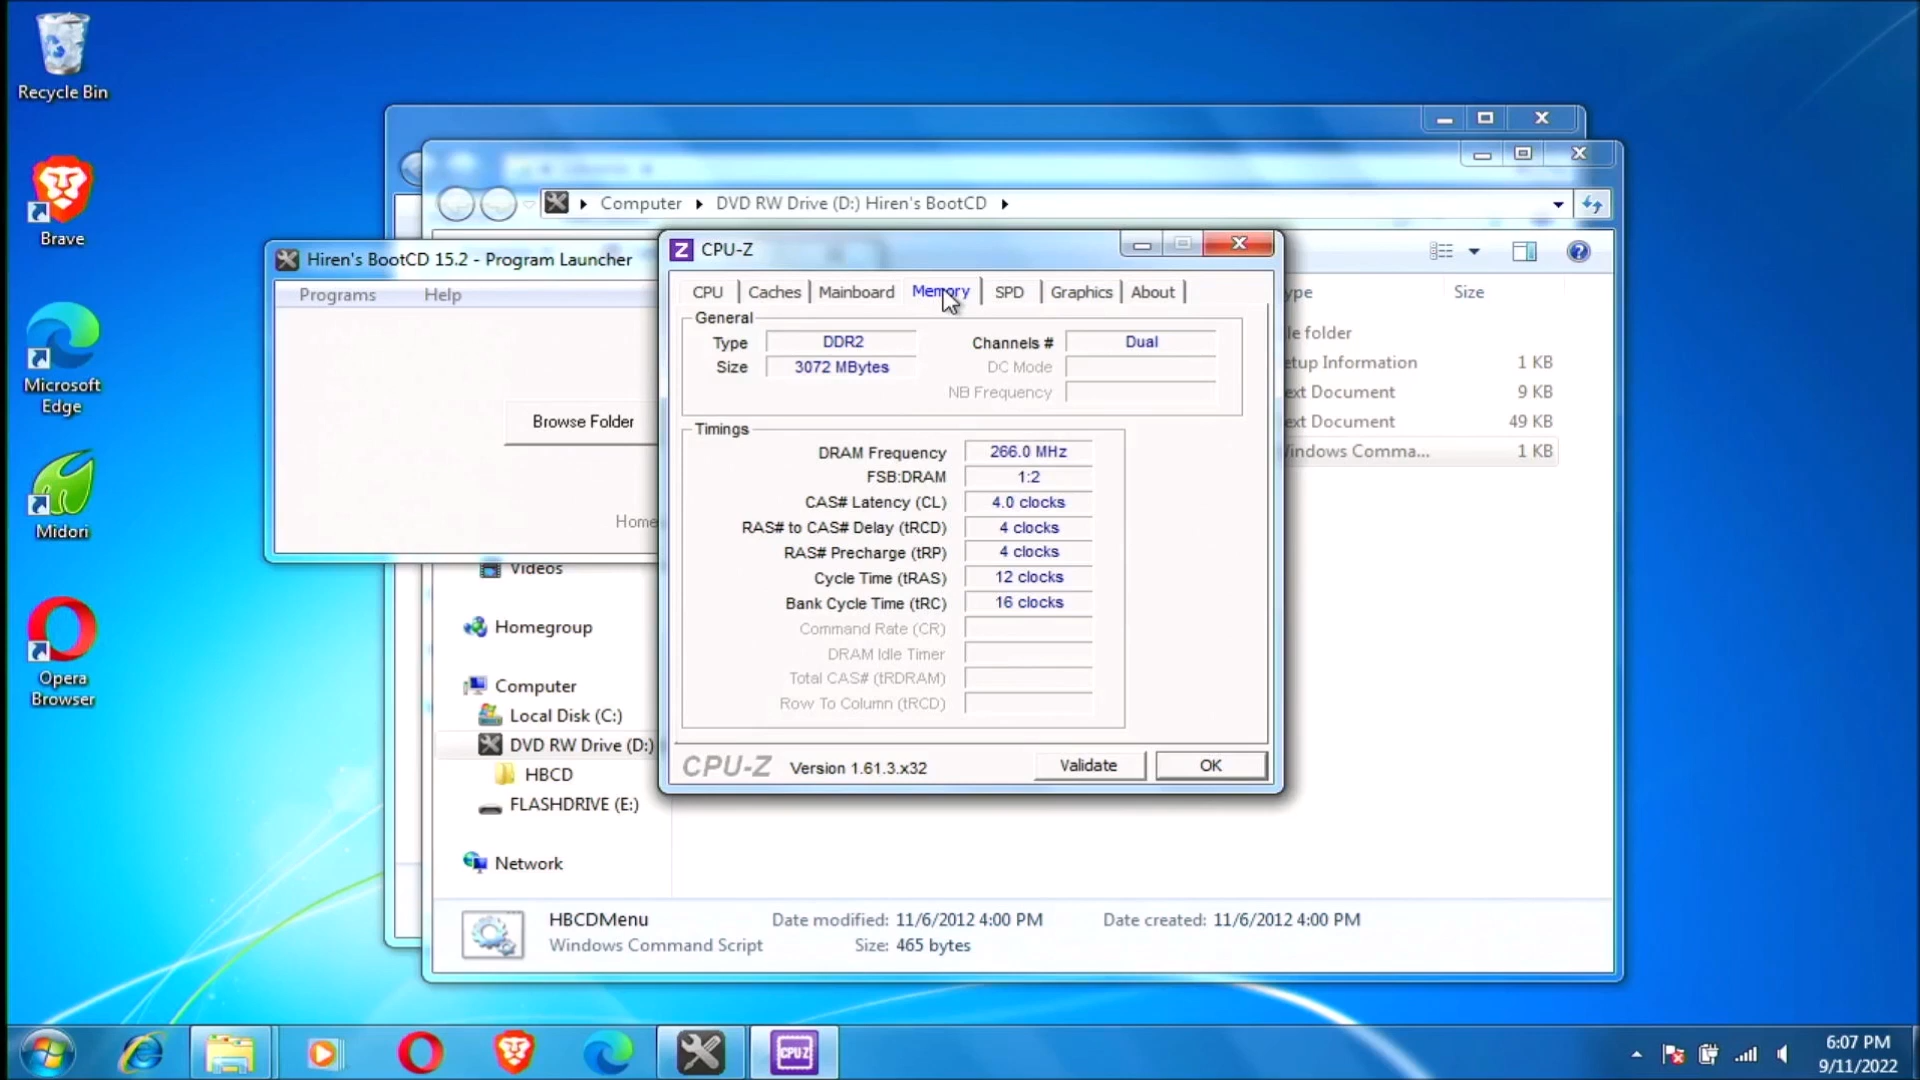 Recycle Bin
Brave
Microsoft
Edge
Midori
Opera
Browser
Computer
DVD RW Drive (D:) Hiren's BootCD
Hiren's BootCD 15.2 - Program Launcher
Programs
Help
Browse Folder
Home
CPU-Z
CPU
Caches
Mainboard
Memory
SPD
Graphics
About
General
Type
DDR2
Channels #
Dual
Size
3072 MBytes
DC Mode
NB Frequency
Timings
DRAM Frequency
266.0 MHz
FSB:DRAM
1:2
CAS# Latency (CL)
4.0 clocks
RAS# to CAS# Delay (tRCD)
4 clocks
RAS# Precharge (tRP)
4 clocks
Cycle Time (tRAS)
12 clocks
Bank Cycle Time (tRC)
16 clocks
Command Rate (CR)
DRAM Idle Timer
Total CAS# (tRDRAM)
Row To Column (tRCD)
CPU-Z
Version 1.61.3.x32
Validate
OK
ype
Size
le folder
etup Information
1 KB
ext Document
9 KB
ext Document
49 KB
indows Comma...
1 KB
Videos
Homegroup
Computer
Local Disk (C:)
DVD RW Drive (D:)
HBCD
FLASHDRIVE (E:)
Network
HBCDMenu
Date modified: 11/6/2012 4:00 PM
Date created: 11/6/2012 4:00 PM
Windows Command Script
Size: 465 bytes
CPU-Z
6:07 PM
9/11/2022